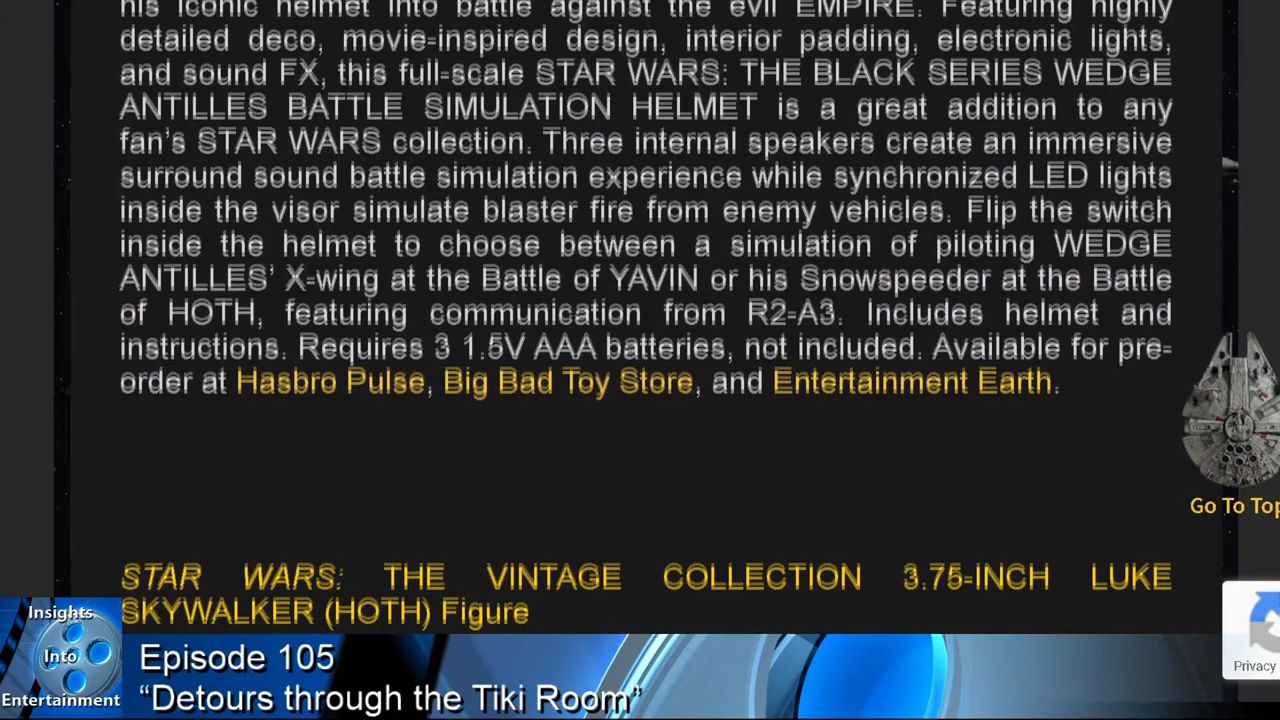 his iconic helmet into battle against the evil EMPIRE. Featuring highly
detailed deco, movie-inspired design, interior padding, electronic lights,
and sound FX, this full-scale STAR WARS: THE BLACK SERIES WEDGE
ANTILLES BATTLE SIMULATION HELMET is a great addition to any
fan’s STAR WARS collection. Three internal speakers create an immersive
surround sound battle simulation experience while synchronized LED lights
inside the visor simulate blaster fire from enemy vehicles. Flip the switch
inside the helmet to choose between a simulation of piloting WEDGE
ANTILLES’ X-wing at the Battle of YAVIN or his Snowspeeder at the Battle
of HOTH, featuring communication from R2-A3. Includes helmet and
instructions. Requires 3 1.5V AAA batteries, not included. Available for pre-
order at Hasbro Pulse, Big Bad Toy Store, and Entertainment Earth.
Go To Top
STAR WARS: THE VINTAGE COLLECTION 3.75-INCH LUKE
SKYWALKER (HOTH) Figure
Privacy
Insights
Into
Entertainment
Episode 105
“Detours through the Tiki Room”